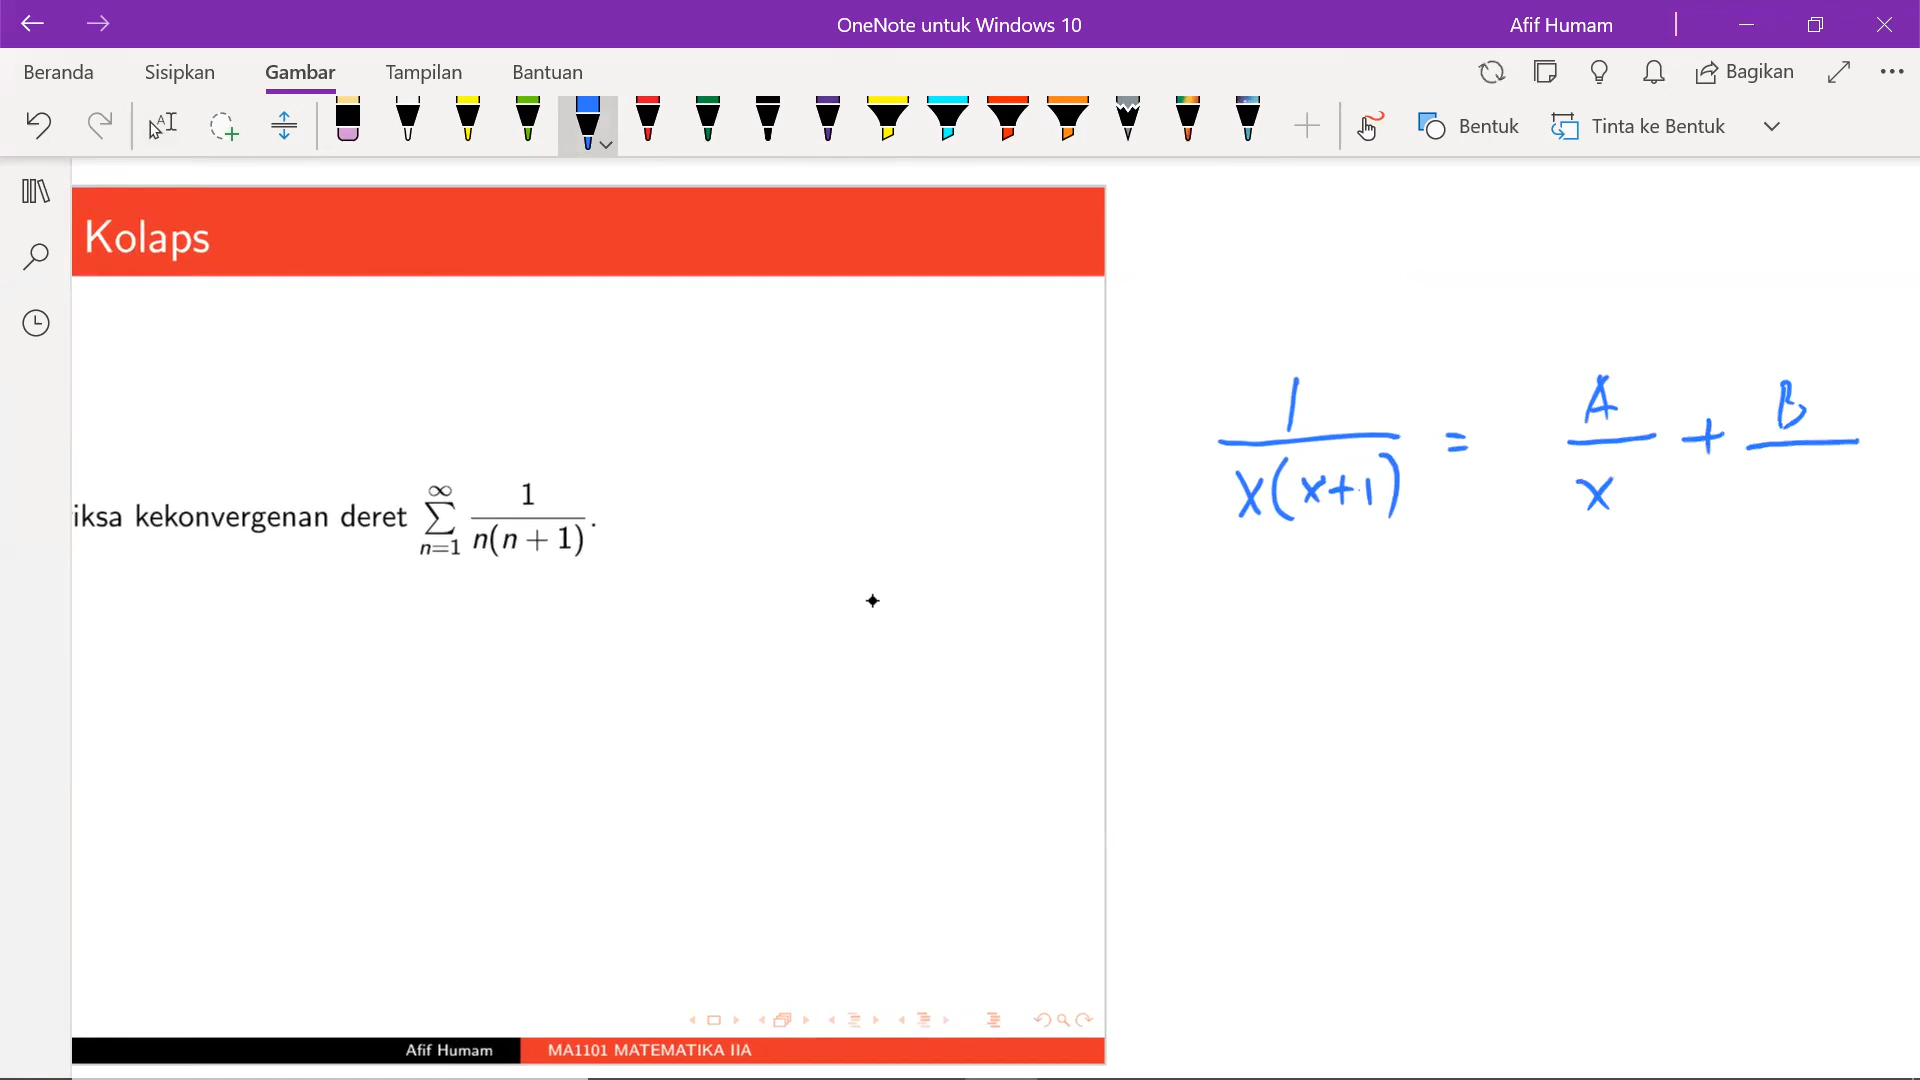 OneNote untuk Windows 10
Afif Humam
Beranda Sisipkan Gambar Tampilan Bantuan
Bagikan
Bentuk
Tinta ke Bentuk
Kolaps
iksa kekonvergenan deret ∑_{n=1}^{∞} 1/(n(n + 1)).
1/(x(x+1)) = A/x + B/
Afif Humam
MA1101 MATEMATIKA IIA